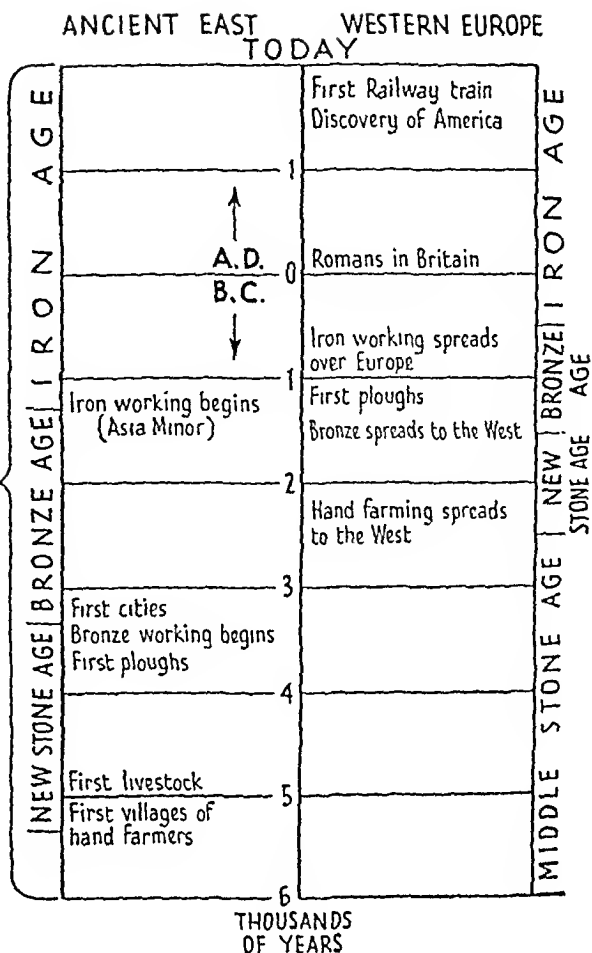 ANCIENT EAST WESTERN EUROPE
TODAY
IRON AGE
BRONZE AGE
NEW STONE AGE
First Railway train
Discovery of America
1
A.D.
0
B.C.
Romans in Britain
Iron working spreads
over Europe
1
Iron working begins
(Asia Minor)
First ploughs
Bronze spreads to the West
2
Hand farming spreads
to the West
3
First cities
Bronze working begins
First ploughs
4
First livestock
5
First villages of
hand farmers
6
THOUSANDS
OF YEARS
IRON AGE
BRONZE AGE
NEW STONE AGE
MIDDLE STONE AGE